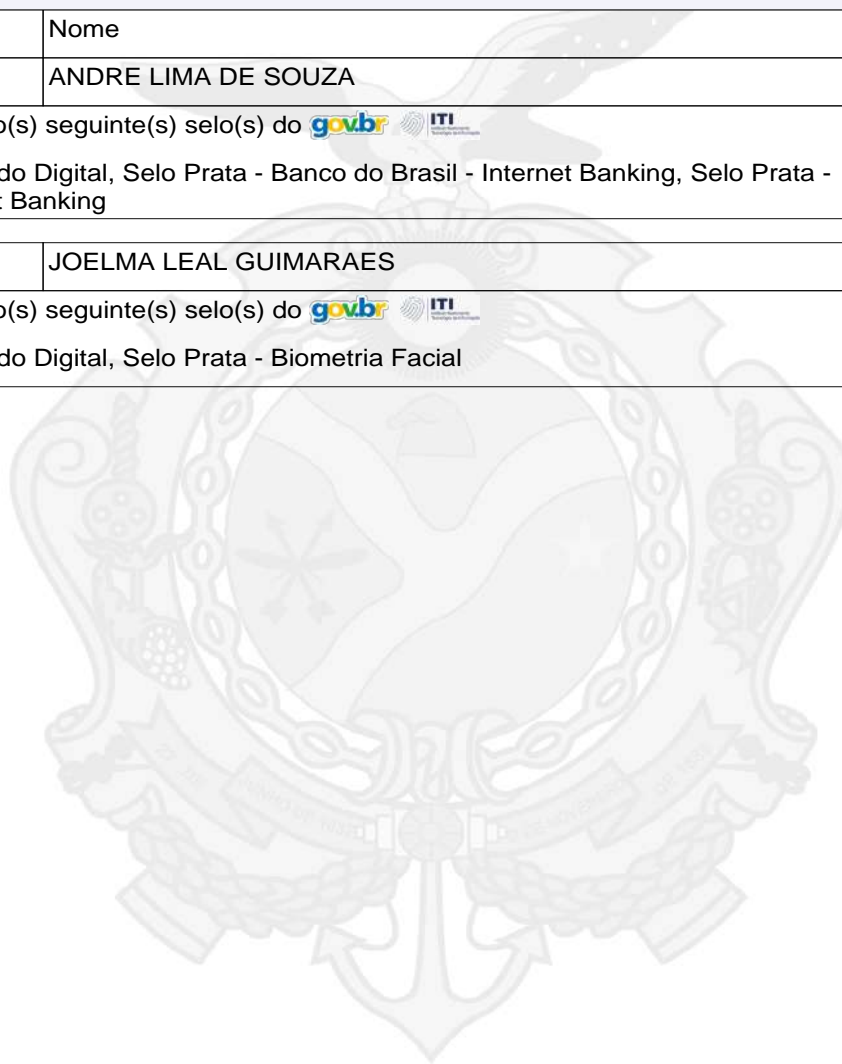 Nome
ANDRE LIMA DE SOUZA
o(s) seguinte(s) selo(s) do gov.br ITI
do Digital, Selo Prata - Banco do Brasil - Internet Banking, Selo Prata -
t Banking
JOELMA LEAL GUIMARAES
o(s) seguinte(s) selo(s) do gov.br ITI
do Digital, Selo Prata - Biometria Facial